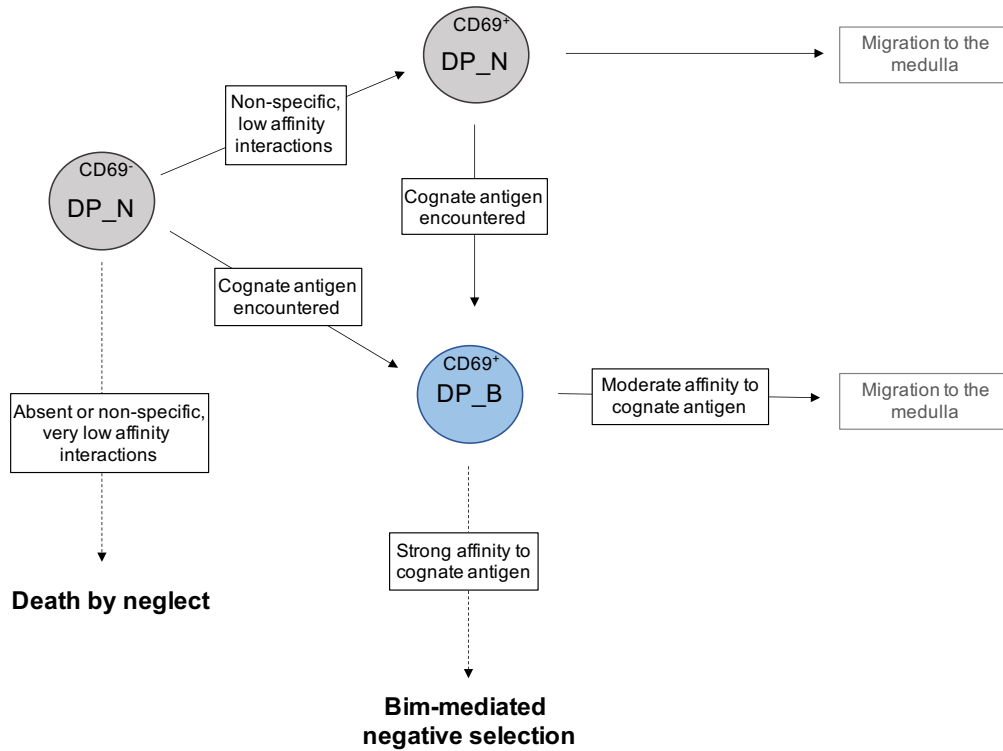 CD69⁺
DP_N
Migration to the
medulla
Non-specific,
low affinity
interactions
CD69⁻
DP_N
Cognate antigen
encountered
Cognate antigen
encountered
CD69⁺
DP_B
Moderate affinity to
cognate antigen
Migration to the
medulla
Absent or non-specific,
very low affinity
interactions
Strong affinity to
cognate antigen
Death by neglect
Bim-mediated
negative selection